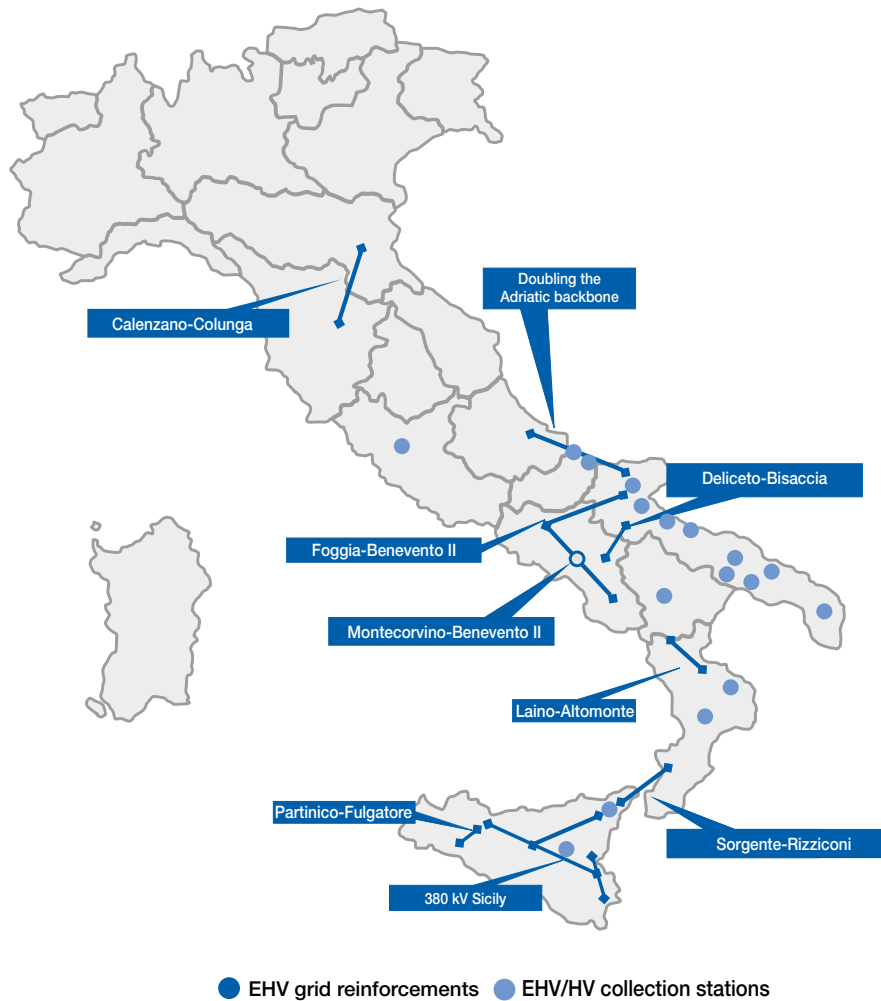 Doubling the
Adriatic backbone
Calenzano-Colunga
Deliceto-Bisaccia
Foggia-Benevento II
Montecorvino-Benevento II
Laino-Altomonte
Partinico-Fulgatore
Sorgente-Rizziconi
380 kV Sicily
EHV grid reinforcements
EHV/HV collection stations